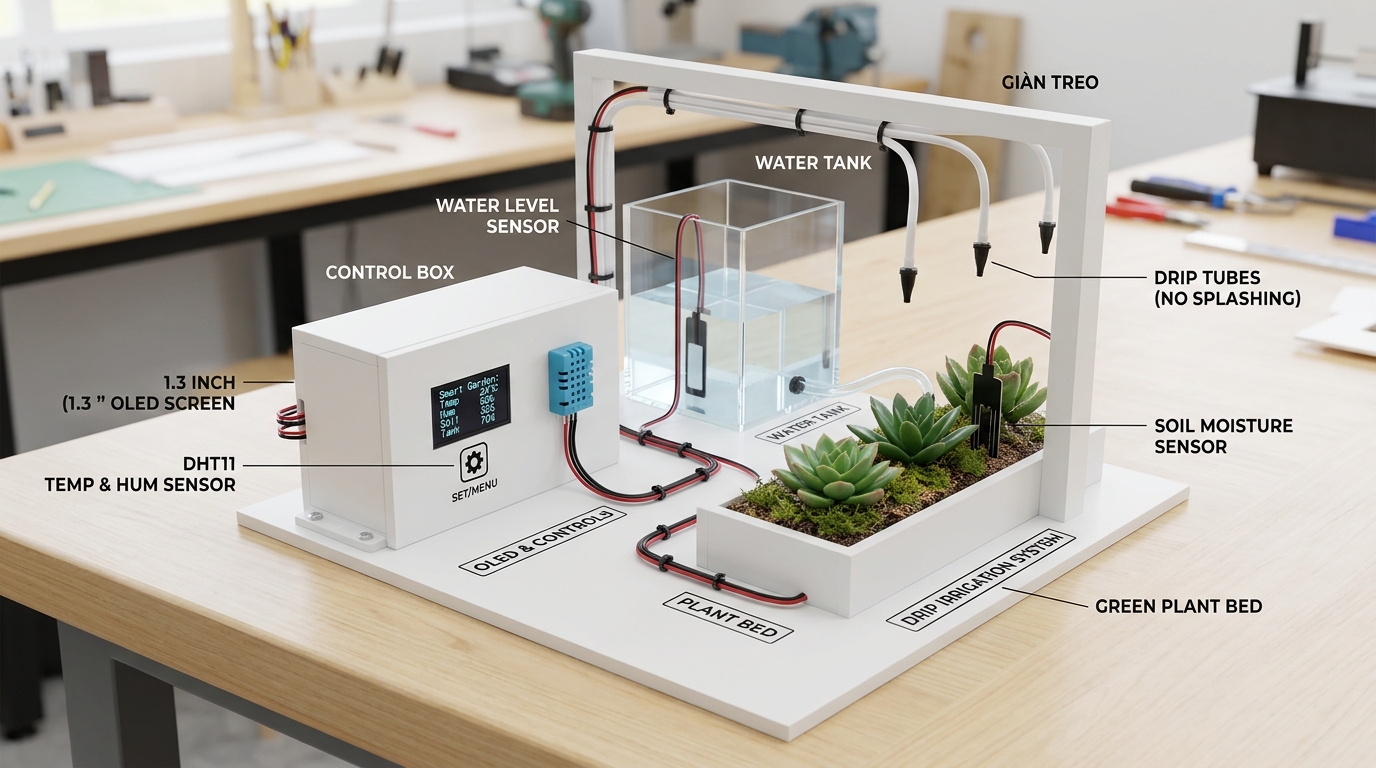 GIÀN TREO
WATER TANK
WATER LEVEL
SENSOR
CONTROL BOX
DRIP TUBES
(NO SPLASHING)
1.3 INCH
(1.3 ” OLED SCREEN
Smart Garden:
Temp
Hum
Soil
Tank
70%
DHT11
TEMP & HUM SENSOR
SET/MENU
WATER TANK
SOIL MOISTURE
SENSOR
OLED & CONTROLS
PLANT BED
DRIP IRRIGATION SYSTEM
GREEN PLANT BED